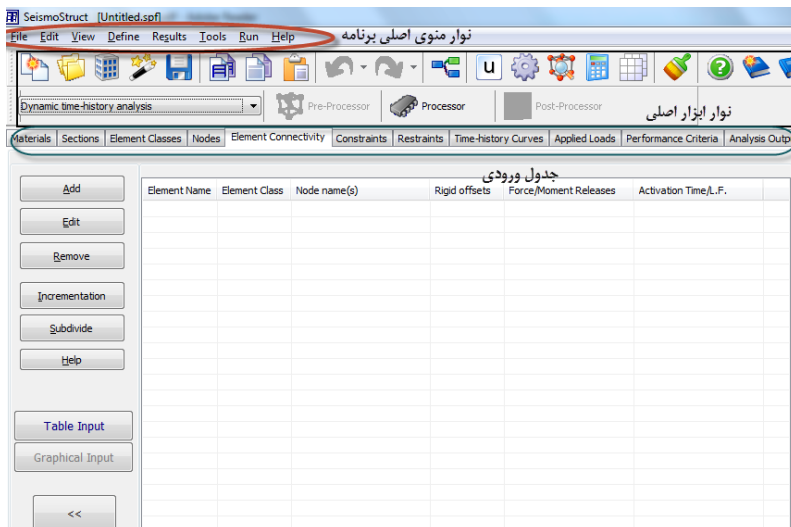 SeismoStruct [Untitled.spf]
File Edit View Define Results Tools Run Help
نوار منوی اصلی برنامه
u
Dynamic time-history analysis
Pre-Processor Processor Post-Processor
نوار ابزار اصلی
Materials Sections Element Classes Nodes Element Connectivity Constraints Restraints Time-history Curves Applied Loads Performance Criteria Analysis Outp
جدول ورودی
Element Name Element Class Node name(s) Rigid offsets Force/Moment Releases Activation Time/L.F.
Add
Edit
Remove
Incrementation
Subdivide
Help
Table Input
Graphical Input
<<